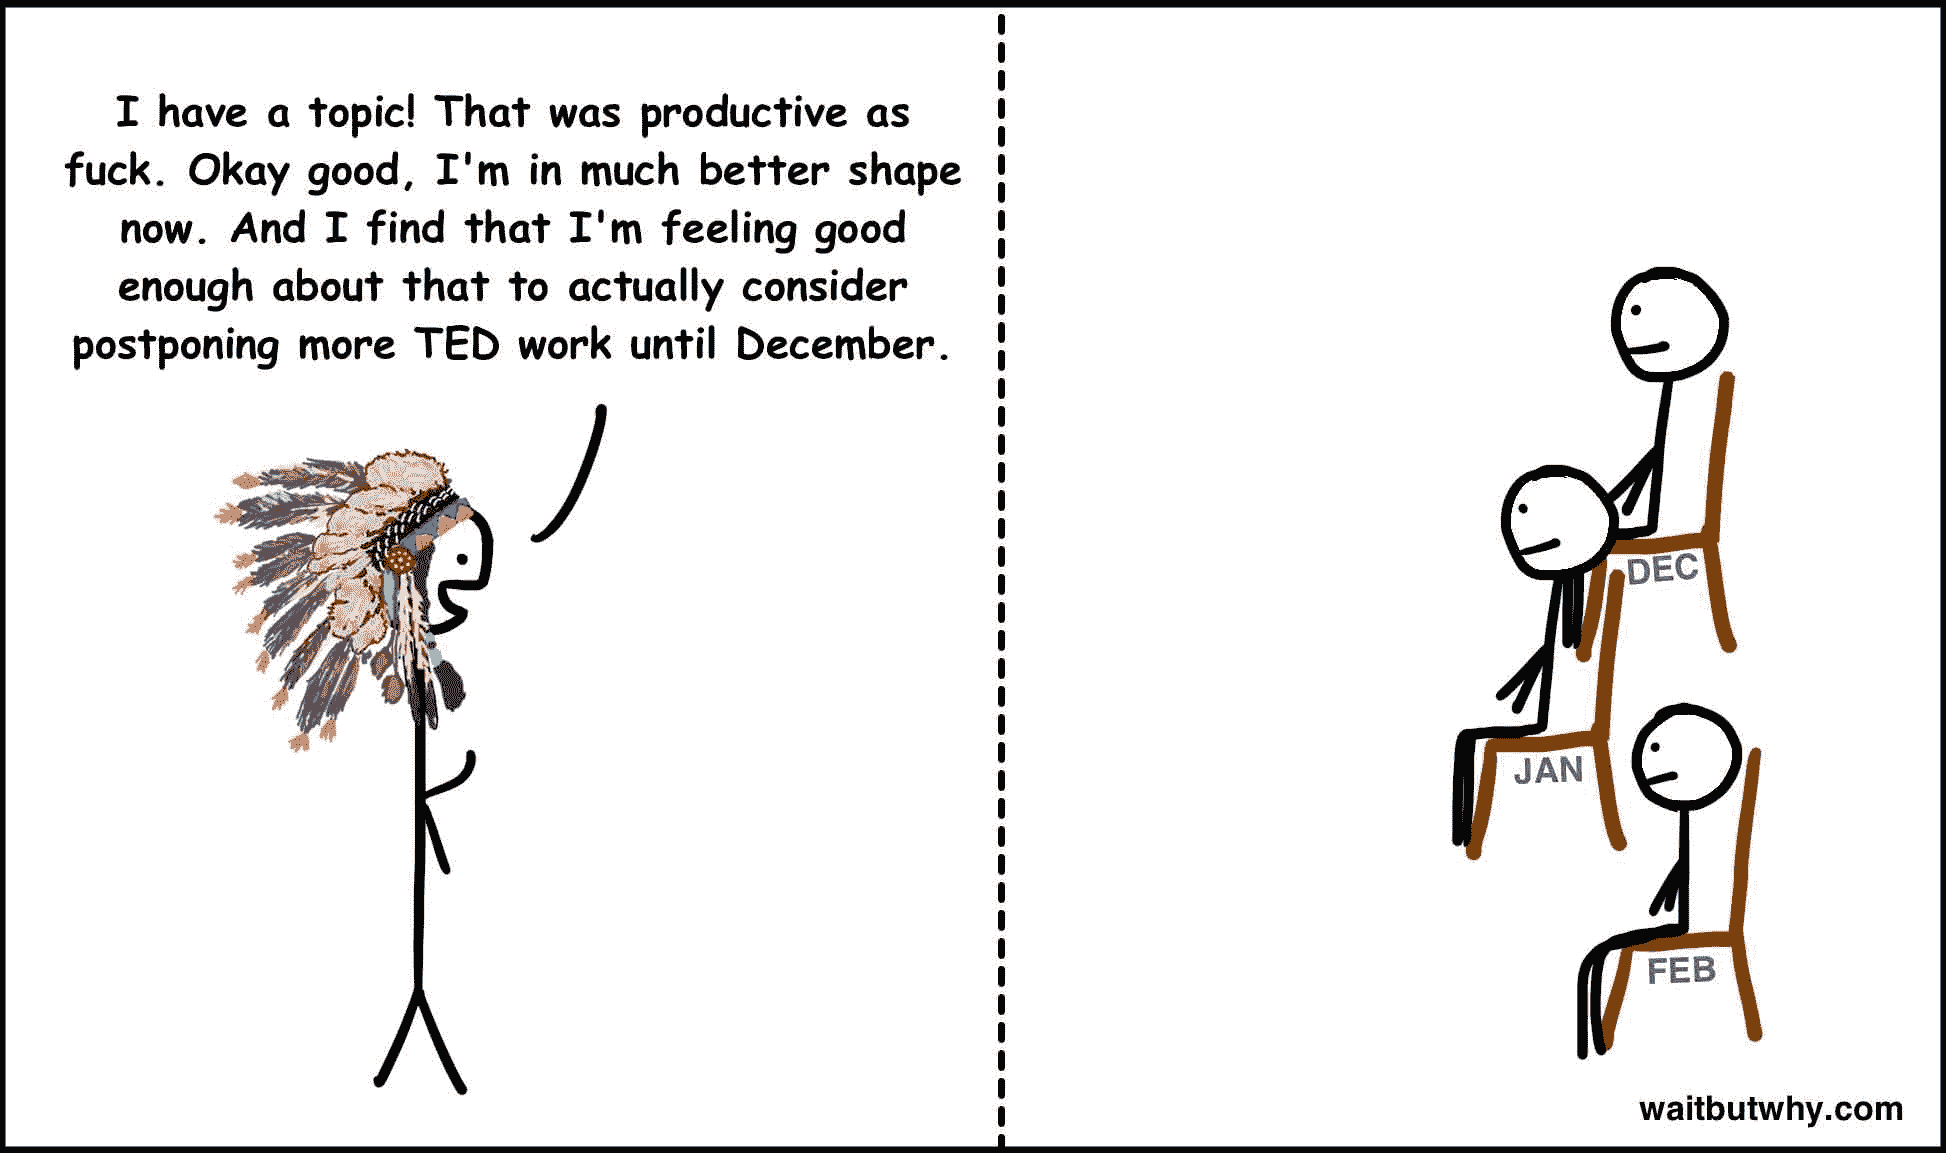 I have a topic! That was productive as
fuck. Okay good, I'm in much better shape
now. And I find that I'm feeling good
enough about that to actually consider
postponing more TED work until December.
DEC
JAN
FEB
waitbutwhy.com